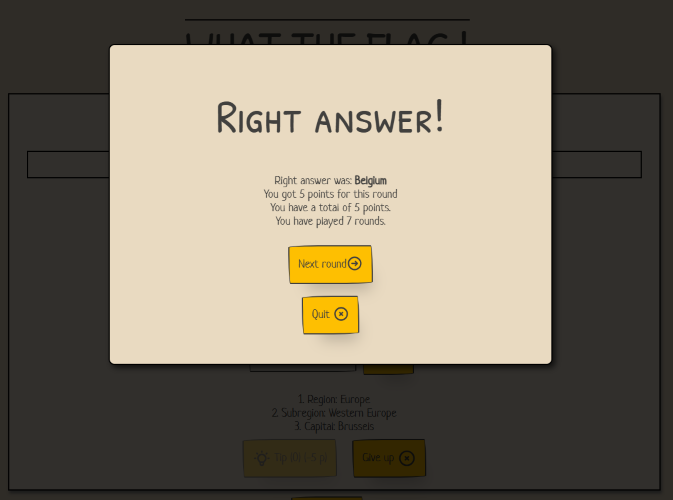 WHAT THE FLAG !
Right answer!
Right answer was: Belgium
You got 5 points for this round
You have a total of 5 points.
You have played 7 rounds.
Next round
Quit
1. Region: Europe
2. Subregion: Western Europe
3. Capital: Brussels
Tip
Give up